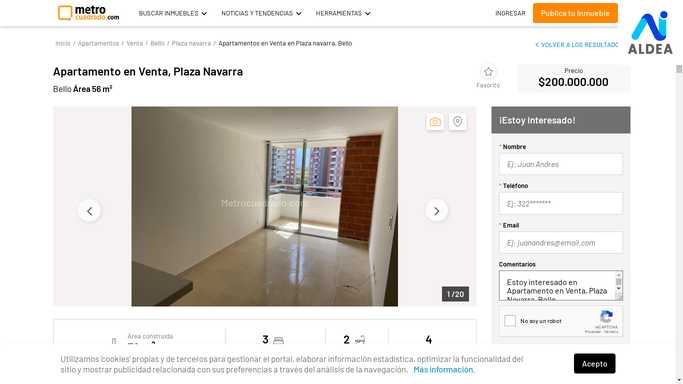 metro
cuadrado.com
BUSCAR INMUEBLES
NOTICIAS Y TENDENCIAS
HERRAMIENTAS
INGRESAR
Publica tu Inmueble
ALDEA
Inicio / Apartamentos / Venta / Bello / Plaza navarra / Apartamentos en Venta en Plaza navarra, Bello
VOLVER A LOS RESULTADO
Apartamento en Venta, Plaza Navarra
Bello Área 56 m²
Favorito
Precio
$200.000.000
Metrocuadrado.com
1 / 20
¡Estoy Interesado!
* Nombre
Ej: Juan Andres
* Teléfono
Ej: 322*******
* Email
Ej: juanandres@email.com
Comentarios
Estoy interesado en
Apartamento en Venta, Plaza
Navarra, Bello
No soy un robot
reCAPTCHA
Privacidad - Términos
Área construida
3
2
4
Utilizamos 'cookies' propias y de terceros para gestionar el portal, elaborar información estadística, optimizar la funcionalidad del
sitio y mostrar publicidad relacionada con sus preferencias a través del análisis de la navegación. Más información.
Acepto